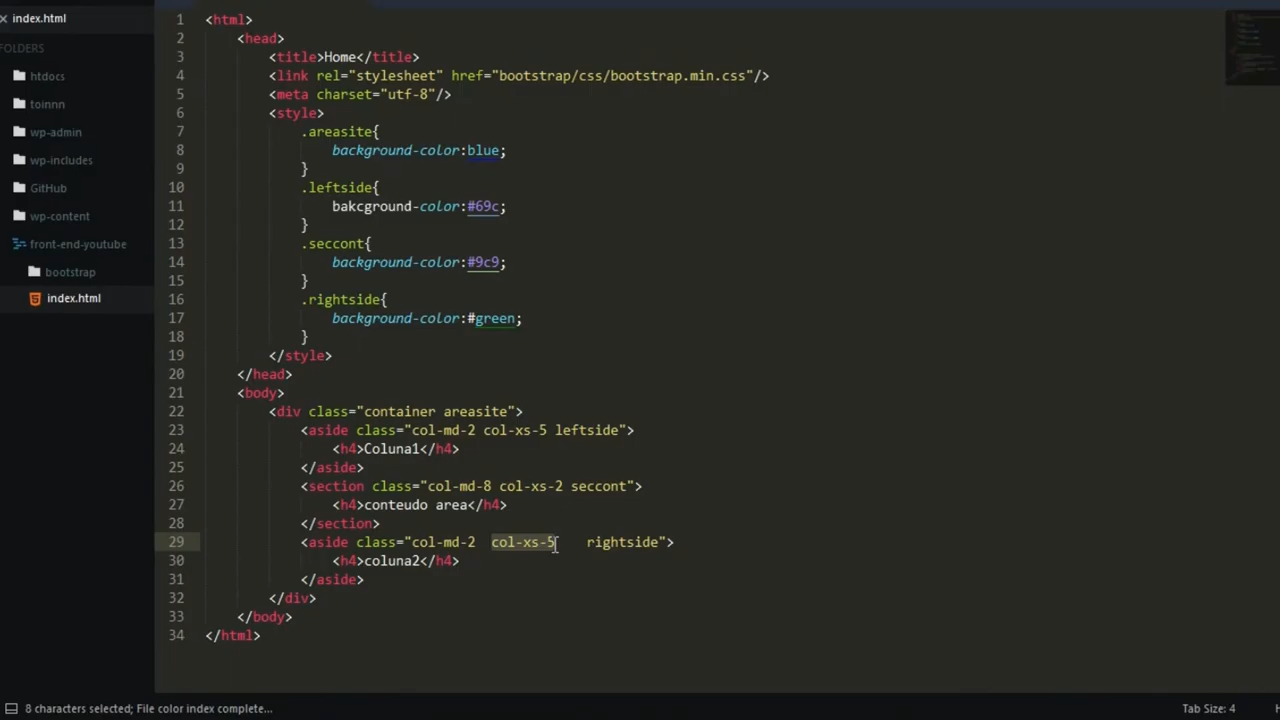 index.html
FOLDERS
htdocs
toinnn
wp-admin
wp-includes
GitHub
wp-content
front-end-youtube
bootstrap
index.html
1 <html>
2 <head>
3 <title>Home</title>
4 <link rel="stylesheet" href="bootstrap/css/bootstrap.min.css"/>
5 <meta charset="utf-8"/>
6 <style>
7 .areasite{
8 background-color:blue;
9 }
10 .leftside{
11 bakcground-color:#69c;
12 }
13 .seccont{
14 background-color:#9c9;
15 }
16 .rightside{
17 background-color:#green;
18 }
19 </style>
20 </head>
21 <body>
22 <div class="container areasite">
23 <aside class="col-md-2 col-xs-5 leftside">
24 <h4>Coluna1</h4>
25 </aside>
26 <section class="col-md-8 col-xs-2 seccont">
27 <h4>conteudo area</h4>
28 </section>
29 <aside class="col-md-2  col-xs-5    rightside">
30 <h4>coluna2</h4>
31 </aside>
32 </div>
33 </body>
34 </html>
8 characters selected; File color index complete... Tab Size: 4